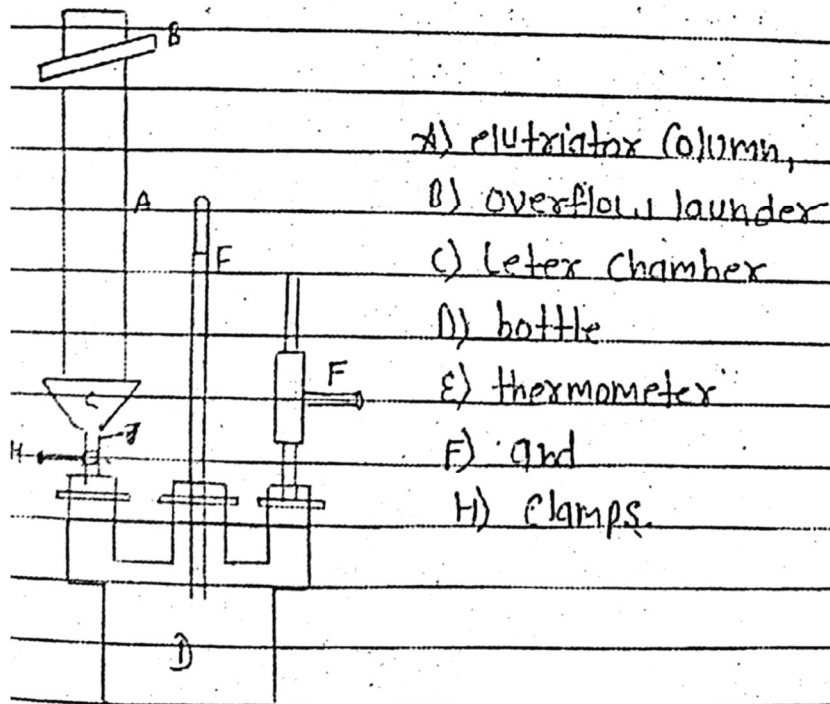 B
A) elutriator Column,
A
B) overflow launder
F
C) Leter Chamber
D) bottle
F
E) thermometer
C
H
F) and
H) Clamps.
D